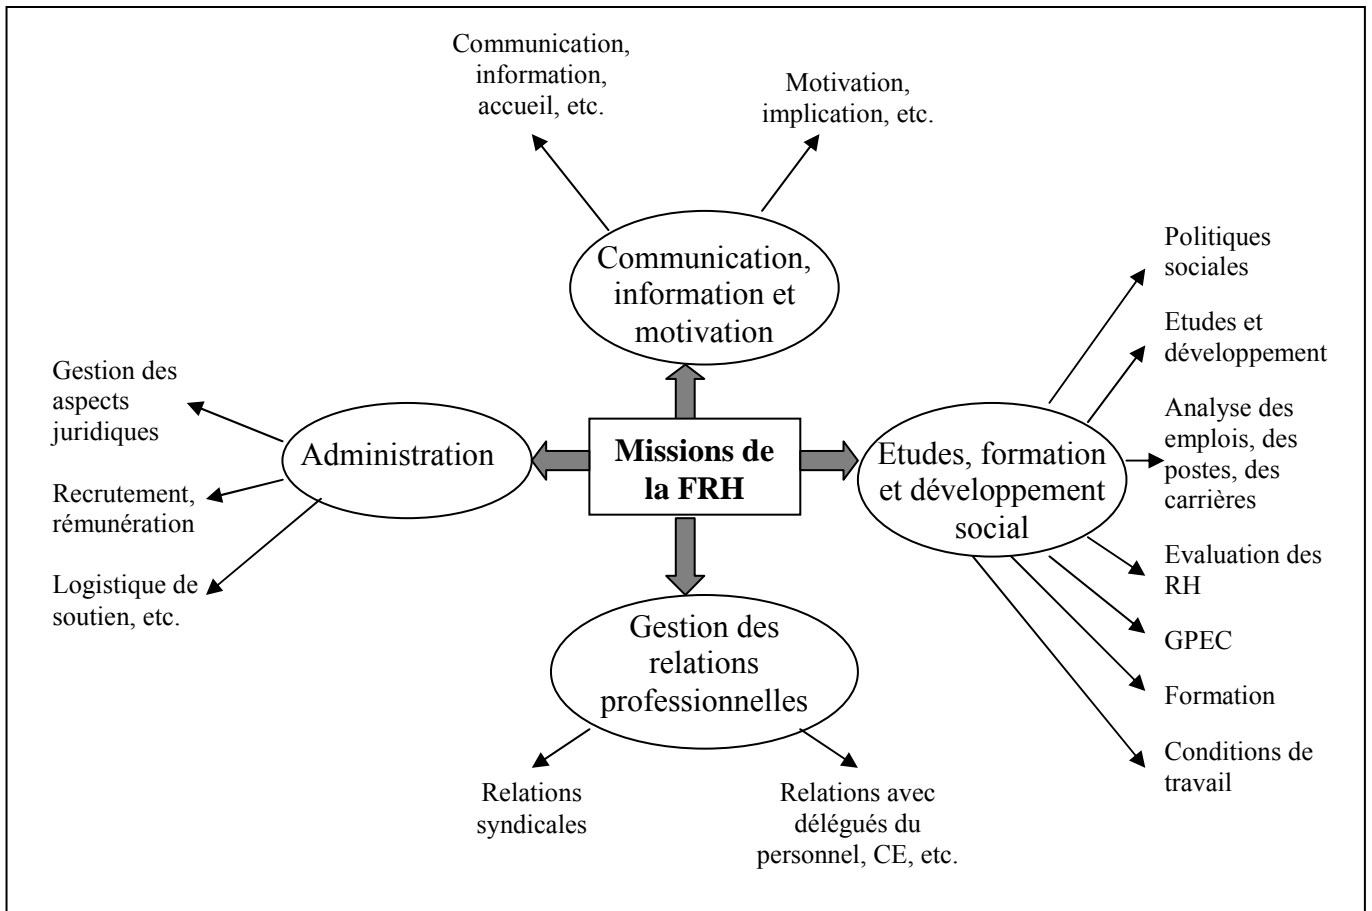 Communication,
information,
accueil, etc.
Motivation,
implication, etc.
Communication,
information et
motivation
Politiques
sociales
Etudes et
développement
Analyse des
emplois, des
postes, des
carrières
Evaluation des
RH
GPEC
Formation
Conditions de
travail
Etudes, formation
et développement
social
Missions de
la FRH
Administration
Gestion des
aspects
juridiques
Recrutement,
rémunération
Logistique de
soutien, etc.
Gestion des
relations
professionnelles
Relations
syndicales
Relations avec
délégués du
personnel, CE, etc.